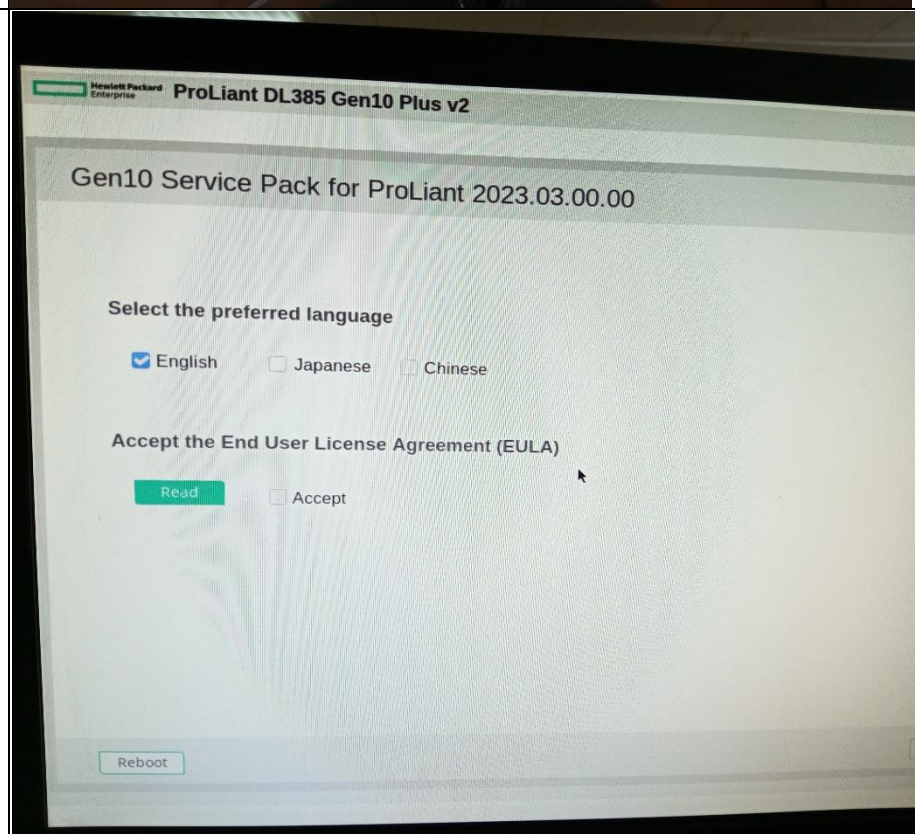 Hewlett Packard
Enterprise
ProLiant DL385 Gen10 Plus v2
Gen10 Service Pack for ProLiant 2023.03.00.00
Select the preferred language
English Japanese Chinese
Accept the End User License Agreement (EULA)
Read Accept
Reboot